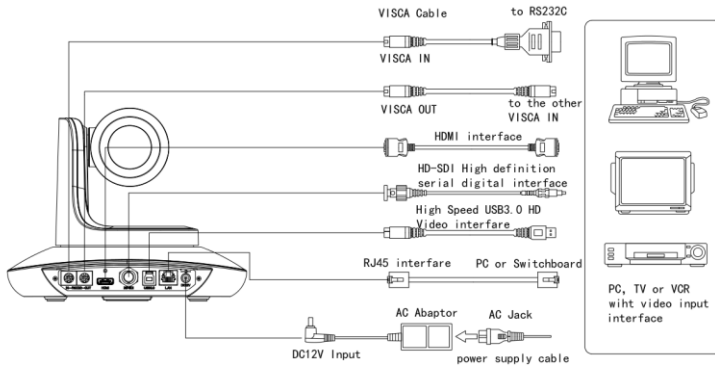 VISCA Cable
to RS232C
VISCA IN
VISCA OUT
to the other
VISCA IN
HDMI interface
HD-SDI High definition
serial digital interface
High Speed USB3.0 HD
Video interfare
RJ45 interfare
PC or Switchboard
AC Abaptor
AC Jack
DC12V Input
power supply cable
PC, TV or VCR
wiht video input
interface